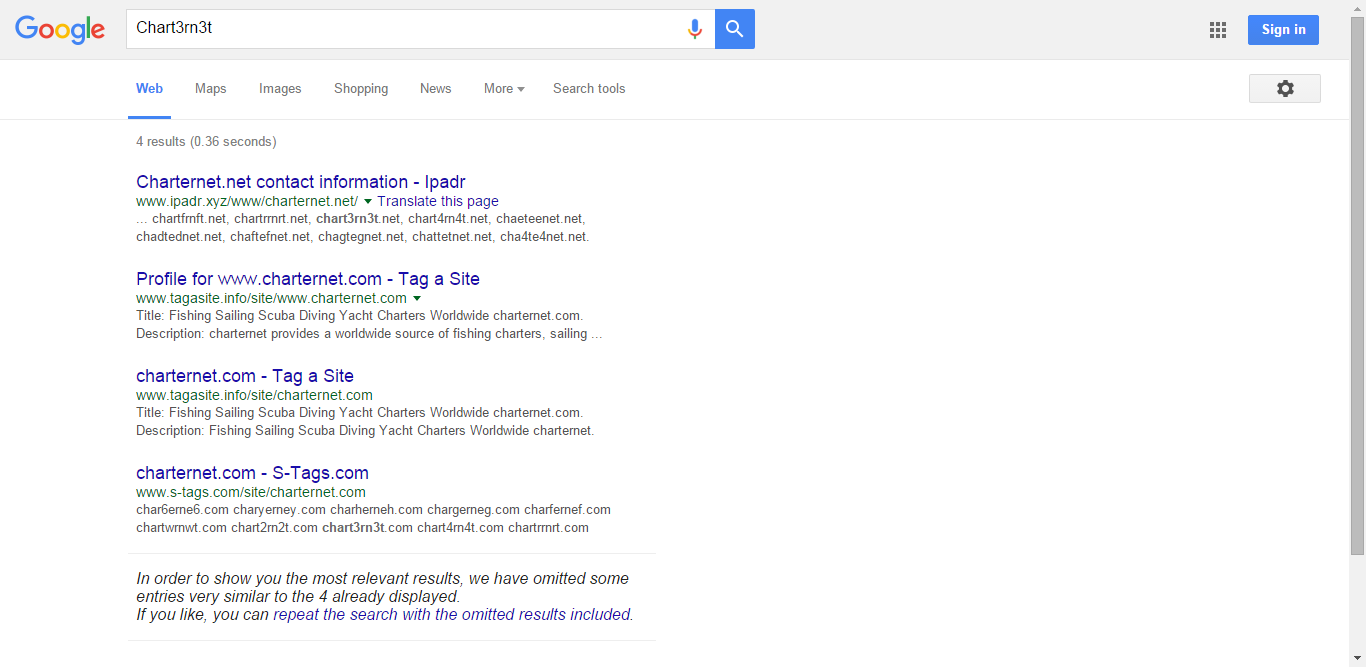 Google
Chart3rn3t
Sign in
Web Maps Images Shopping News More Search tools
4 results (0.36 seconds)
Charternet.net contact information - Ipadr
www.ipadr.xyz/www/charternet.net/ Translate this page
... chartfrnft.net, chartrrnrt.net, chart3rn3t.net, chart4rn4t.net, chaeteenet.net,
chadtednet.net, chaftefnet.net, chagtegnet.net, chattetnet.net, cha4te4net.net.
Profile for www.charternet.com - Tag a Site
www.tagasite.info/site/www.charternet.com
Title: Fishing Sailing Scuba Diving Yacht Charters Worldwide charternet.com.
Description: charternet provides a worldwide source of fishing charters, sailing ...
charternet.com - Tag a Site
www.tagasite.info/site/charternet.com
Title: Fishing Sailing Scuba Diving Yacht Charters Worldwide charternet.com.
Description: Fishing Sailing Scuba Diving Yacht Charters Worldwide charternet.
charternet.com - S-Tags.com
www.s-tags.com/site/charternet.com
char6erne6.com charyerney.com charherneh.com chargerneg.com charfernef.com
chartwrnwt.com chart2rn2t.com chart3rn3t.com chart4rn4t.com chartrrnrt.com
In order to show you the most relevant results, we have omitted some
entries very similar to the 4 already displayed.
If you like, you can repeat the search with the omitted results included.